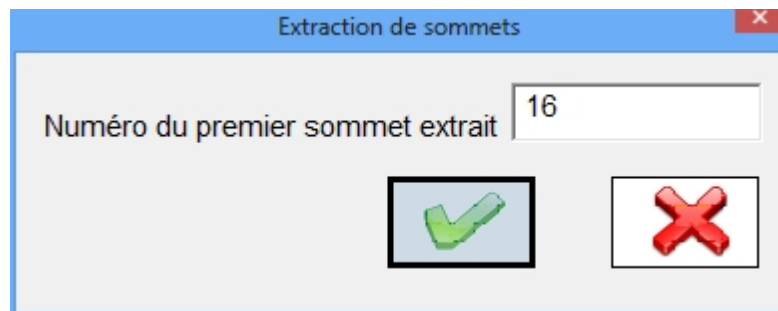 Extraction de sommets
Numéro du premier sommet extrait 16